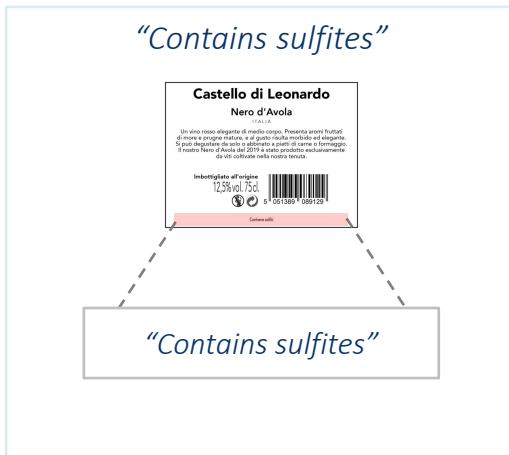 “Contains sulfites”
Castello di Leonardo
Nero d'Avola
ITALIA
Un vino rosso elegante di medio corpo. Presenta aromi fruttati
di more e prugne mature, e al gusto risulta morbido ed elegante.
Si può degustare da solo o abbinato a piatti di carne o formaggio.
Il nostro Nero d'Avola del 2019 è stato prodotto esclusivamente
da viti coltivate nella nostra tenuta.
Imbottigliato all'origine
12,5%vol. 75cl.
5 051389 089129
Contiene solfiti
“Contains sulfites”